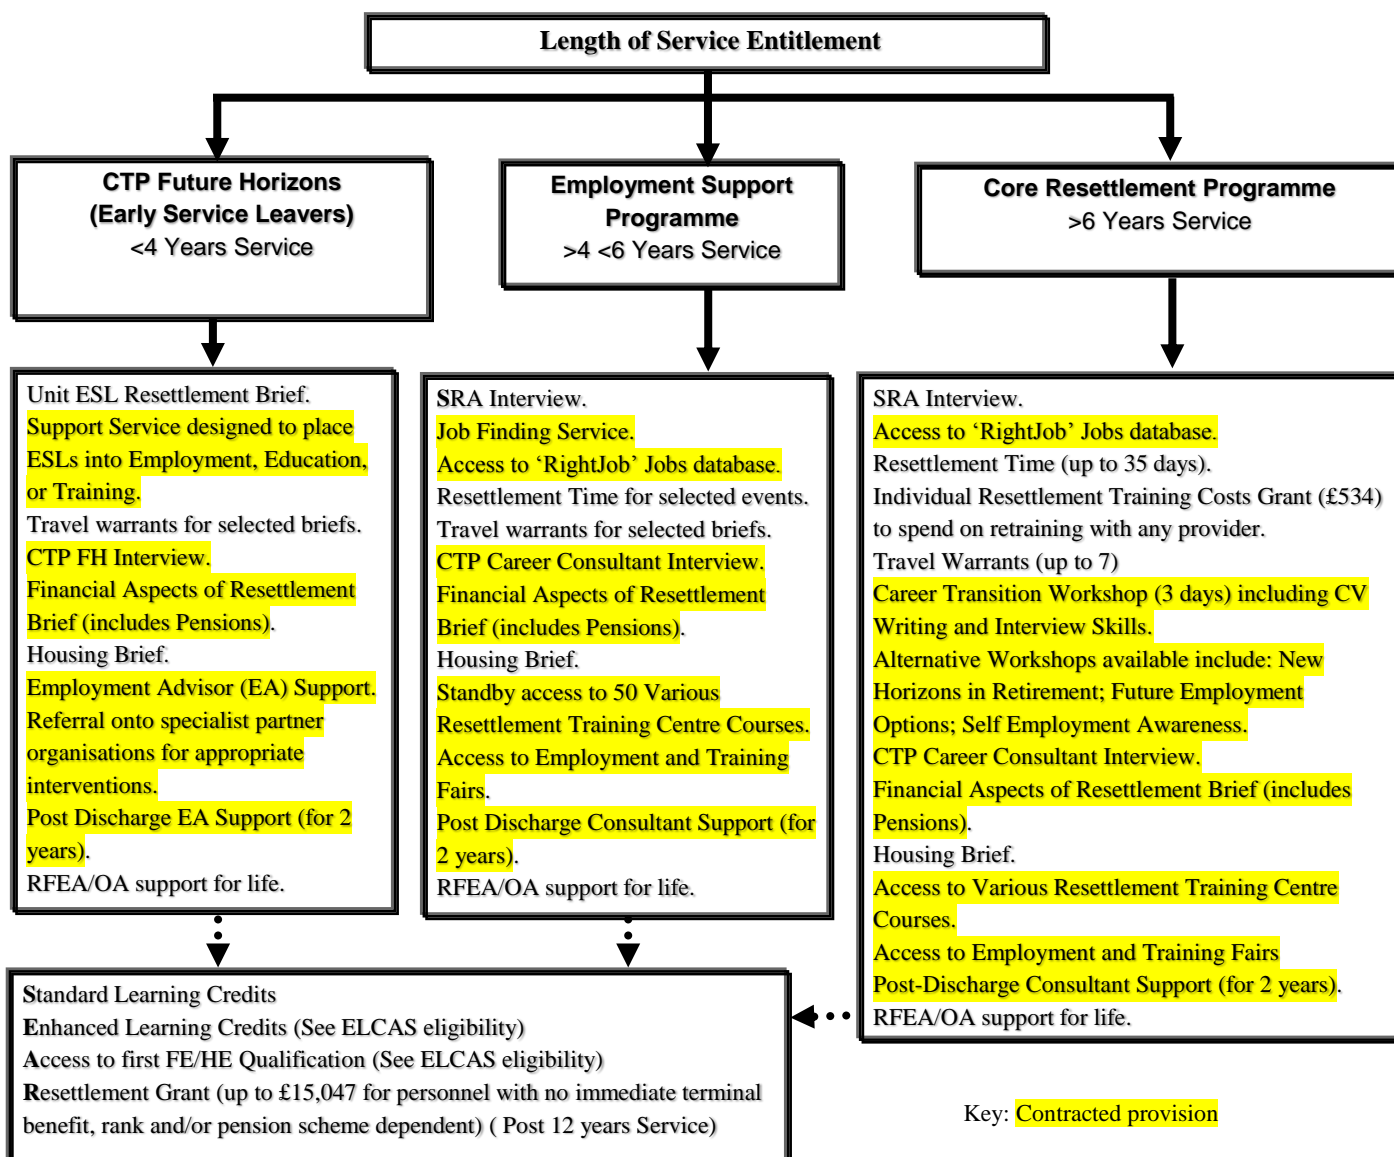 Length of Service Entitlement
CTP Future Horizons
(Early Service Leavers)
<4 Years Service
Employment Support
Programme
>4 <6 Years Service
Core Resettlement Programme
>6 Years Service
Unit ESL Resettlement Brief.
Support Service designed to place
ESLs into Employment, Education,
or Training.
Travel warrants for selected briefs.
CTP FH Interview.
Financial Aspects of Resettlement
Brief (includes Pensions).
Housing Brief.
Employment Advisor (EA) Support.
Referral onto specialist partner
organisations for appropriate
interventions.
Post Discharge EA Support (for 2
years).
RFEA/OA support for life.
SRA Interview.
Job Finding Service.
Access to ‘RightJob’ Jobs database.
Resettlement Time for selected events.
Travel warrants for selected briefs.
CTP Career Consultant Interview.
Financial Aspects of Resettlement
Brief (includes Pensions).
Housing Brief.
Standby access to 50 Various
Resettlement Training Centre Courses.
Access to Employment and Training
Fairs.
Post Discharge Consultant Support (for
2 years).
RFEA/OA support for life.
SRA Interview.
Access to ‘RightJob’ Jobs database.
Resettlement Time (up to 35 days).
Individual Resettlement Training Costs Grant (£534)
to spend on retraining with any provider.
Travel Warrants (up to 7)
Career Transition Workshop (3 days) including CV
Writing and Interview Skills.
Alternative Workshops available include: New
Horizons in Retirement; Future Employment
Options; Self Employment Awareness.
CTP Career Consultant Interview.
Financial Aspects of Resettlement Brief (includes
Pensions).
Housing Brief.
Access to Various Resettlement Training Centre
Courses.
Access to Employment and Training Fairs
Post-Discharge Consultant Support (for 2 years).
RFEA/OA support for life.
Standard Learning Credits
Enhanced Learning Credits (See ELCAS eligibility)
Access to first FE/HE Qualification (See ELCAS eligibility)
Resettlement Grant (up to £15,047 for personnel with no immediate terminal
benefit, rank and/or pension scheme dependent) ( Post 12 years Service)
Key: Contracted provision